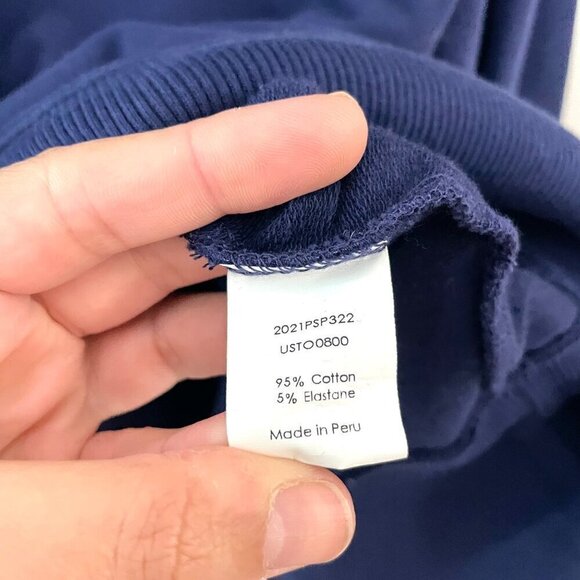 2021PSP322
USTO0800
95% Cotton
5% Elastane
Made in Peru